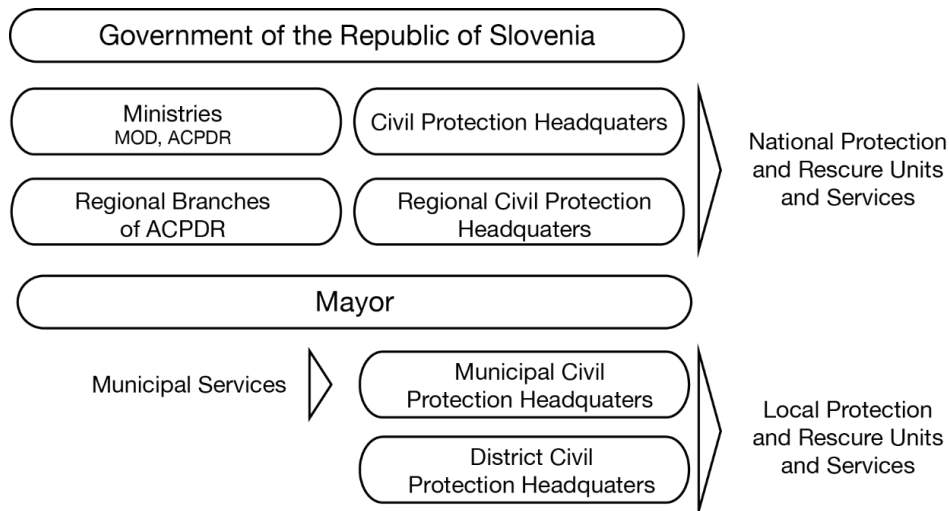 Government of the Republic of Slovenia
Ministries
MOD, ACPDR
Civil Protection Headquaters
National Protection
and Rescure Units
and Services
Regional Branches
of ACPDR
Regional Civil Protection
Headquaters
Mayor
Municipal Services
Municipal Civil
Protection Headquaters
Local Protection
and Rescure Units
and Services
District Civil
Protection Headquaters